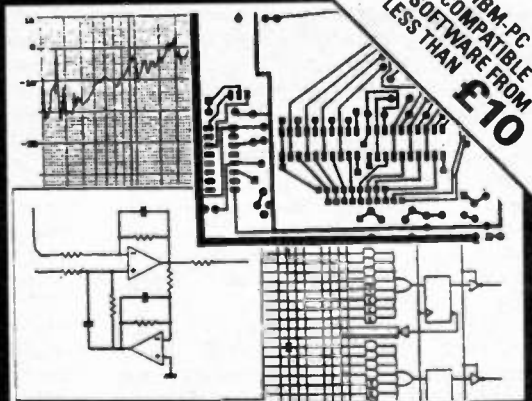 IBM-PC
COMPATIBLE
SOFTWARE FROM
LESS THAN
£10